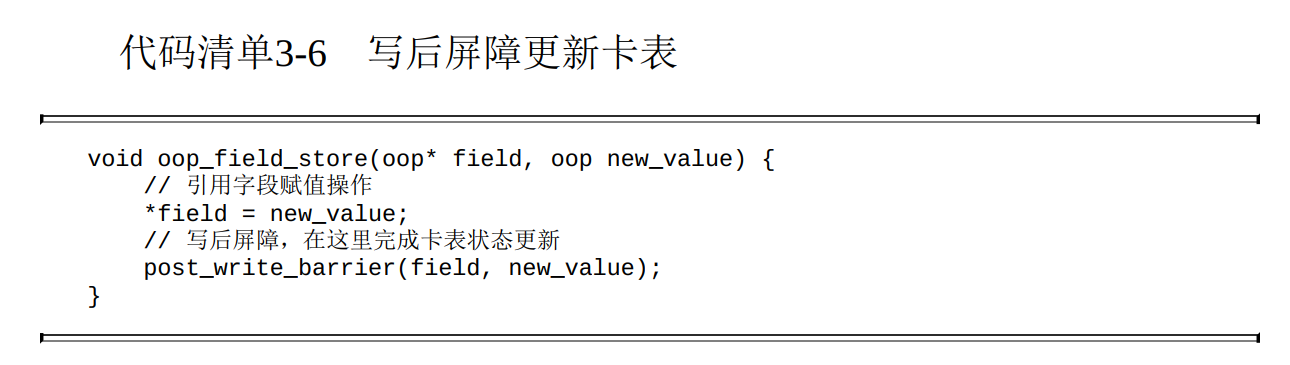 代码清单3-6　写后屏障更新卡表
void oop_field_store(oop* field, oop new_value) {
    // 引用字段赋值操作
    *field = new_value;
    // 写后屏障，在这里完成卡表状态更新
    post_write_barrier(field, new_value);
}